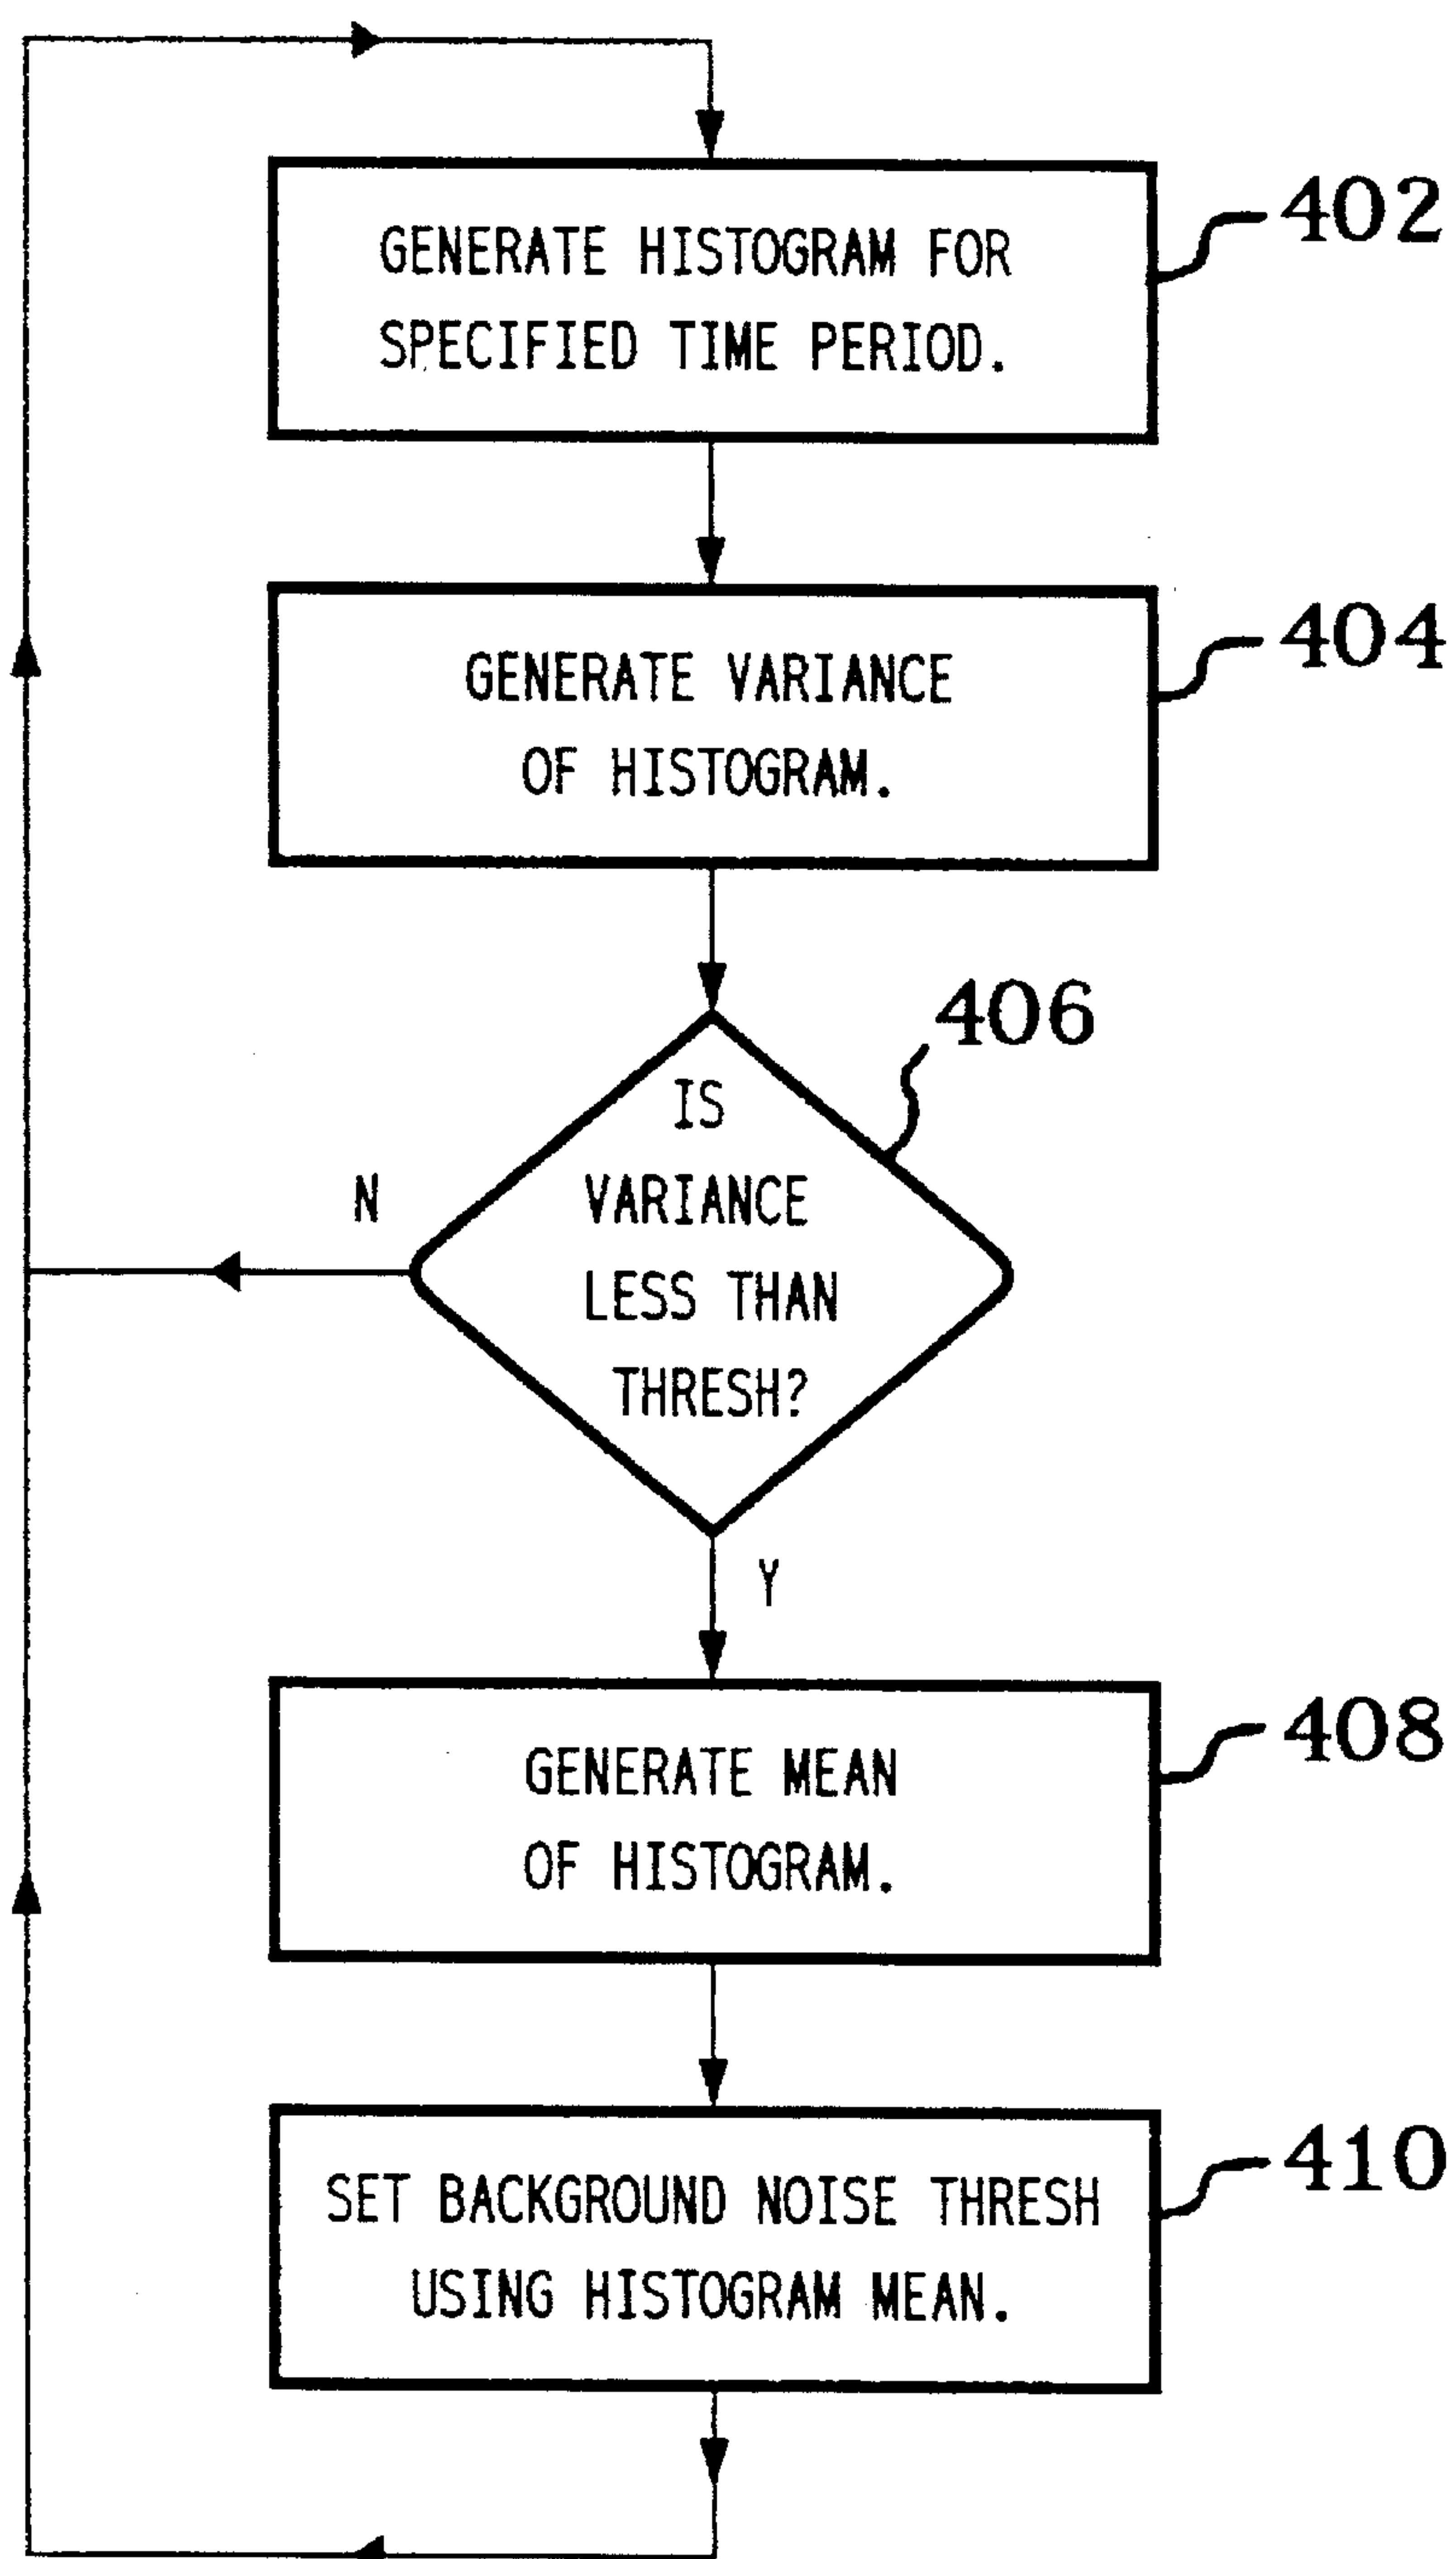 GENERATE HISTOGRAM FOR
SPECIFIED TIME PERIOD.
402
GENERATE VARIANCE
OF HISTOGRAM.
404
406
IS
VARIANCE
LESS THAN
THRESH?
N
Y
GENERATE MEAN
OF HISTOGRAM.
408
SET BACKGROUND NOISE THRESH
USING HISTOGRAM MEAN.
410